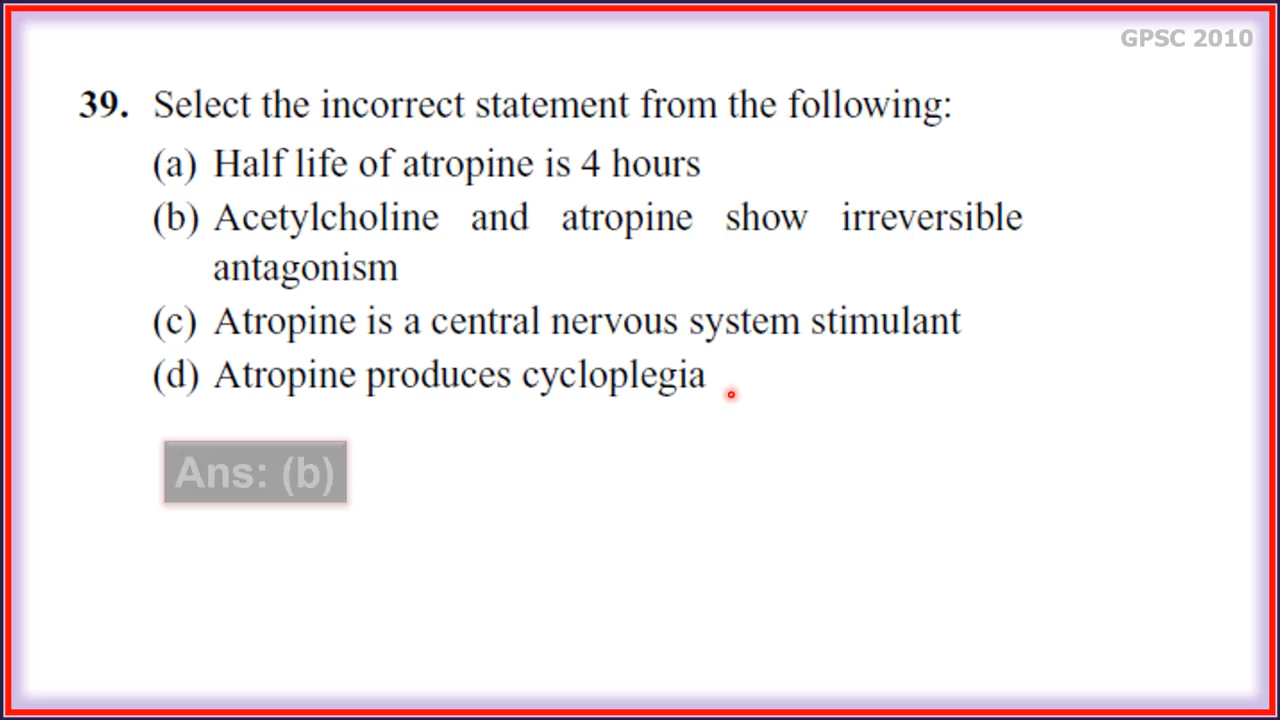 GPSC 2010
39. Select the incorrect statement from the following:
(a) Half life of atropine is 4 hours
(b) Acetylcholine and atropine show irreversible
antagonism
(c) Atropine is a central nervous system stimulant
(d) Atropine produces cycloplegia
Ans: (b)